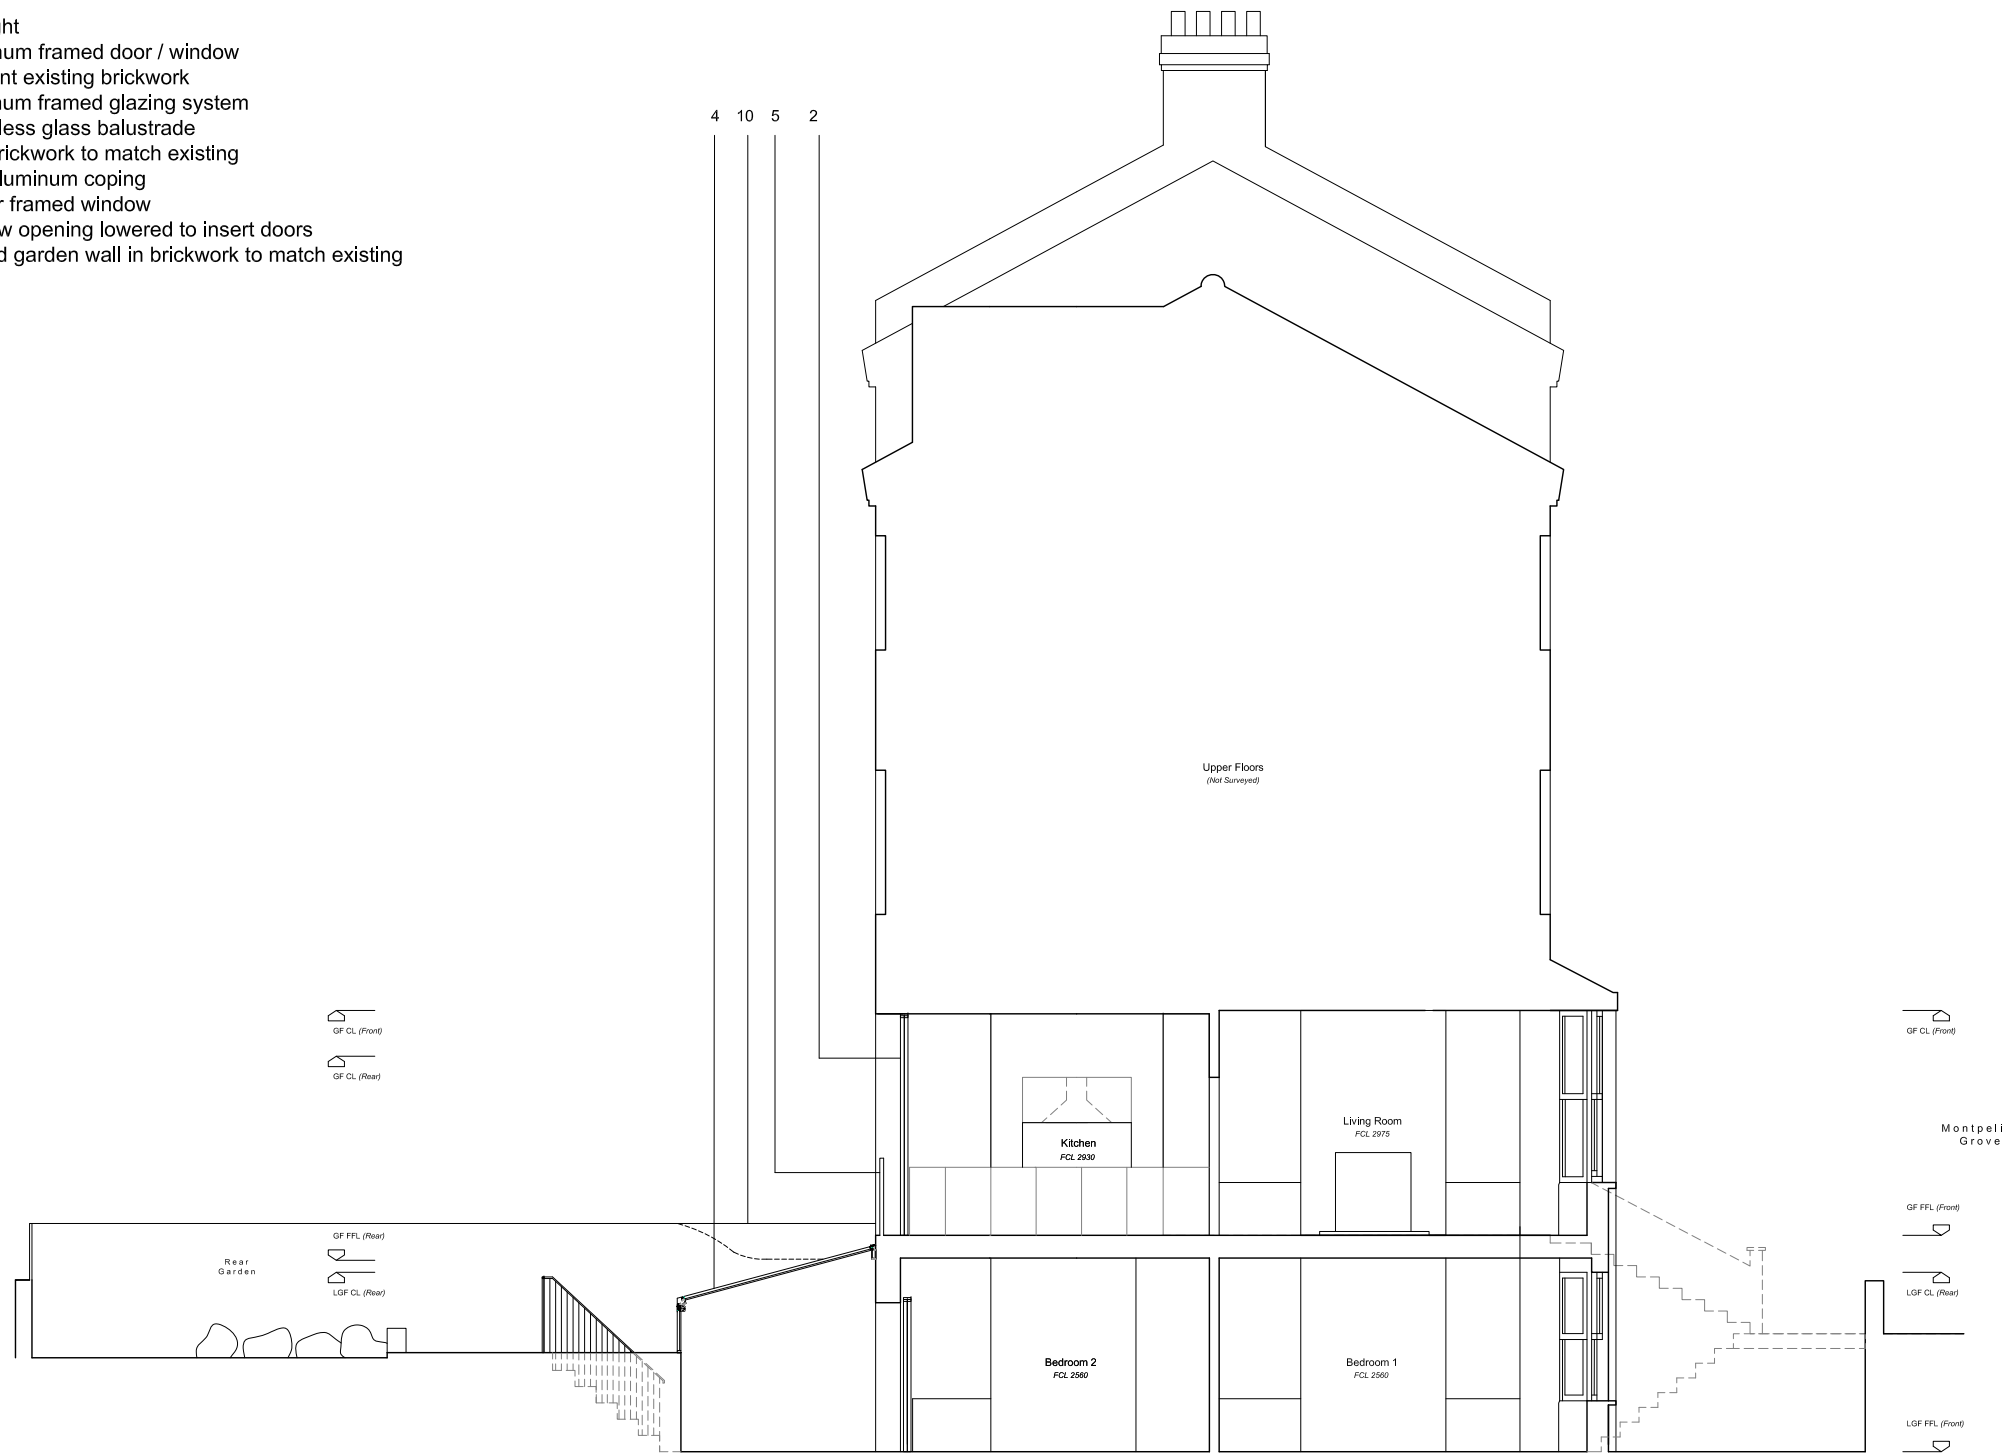 num framed door / window
existing brickwork
num framed glazing system
less glass balustrade
rickwork to match existing
luminum coping
framed window
opening lowered to insert doors
garden wall in brickwork to match existing
4 10 5 2
Upper Floors
(Not Surveyed)
GF CL (Front)
GF CL (Front)
GF CL (Rear)
Living Room
FCL 2975
Montpeli
Grove
Kitchen
FCL 2930
GF FFL (Front)
GF FFL (Rear)
Rear
Garden
LGF CL (Rear)
LGF CL (Rear)
Bedroom 2
FCL 2560
Bedroom 1
FCL 2560
LGF FFL (Front)